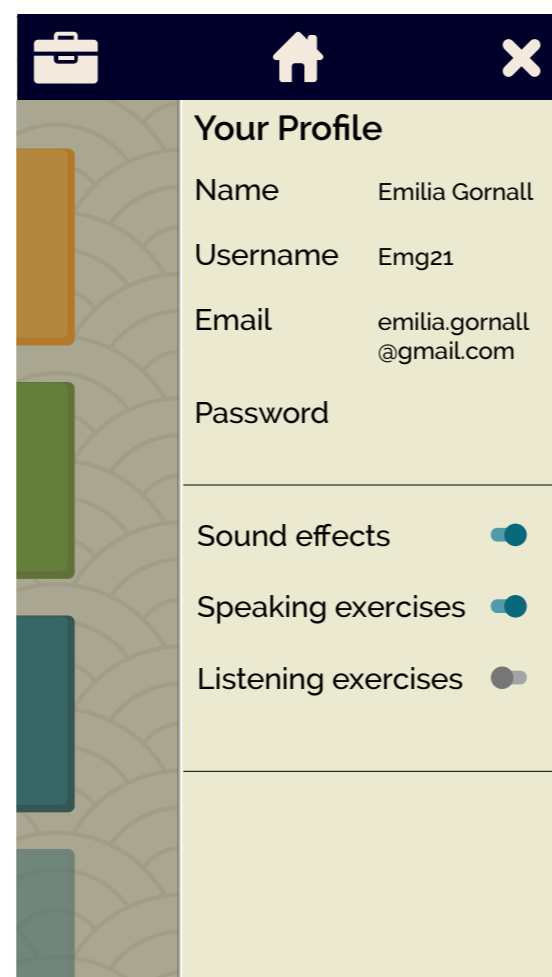 Your Profile
Name Emilia Gornall
Username Emg21
Email emilia.gornall
@gmail.com
Password
Sound effects
Speaking exercises
Listening exercises